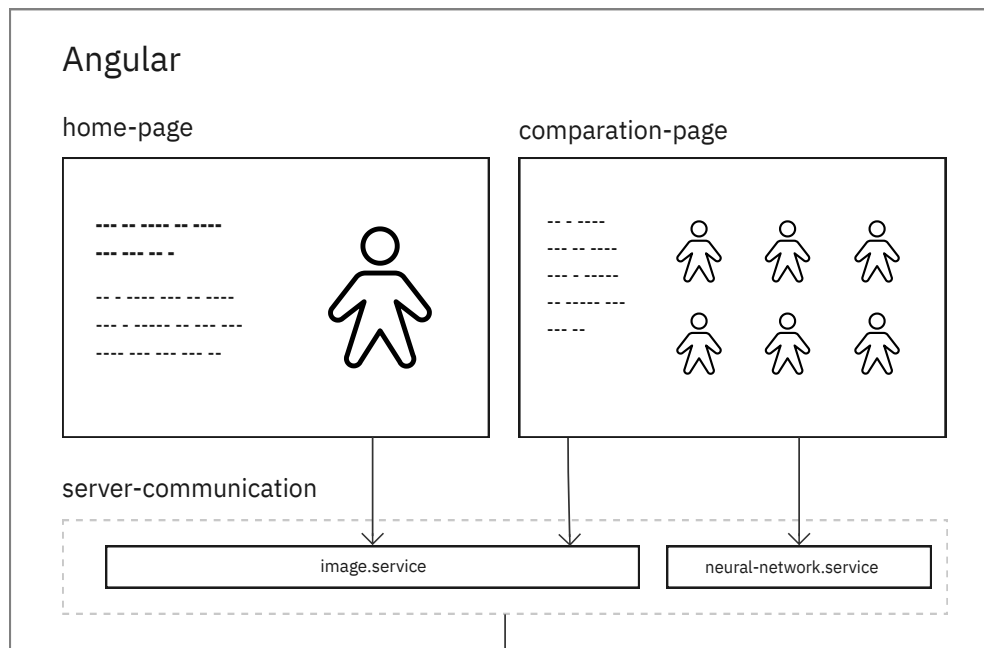 Angular
home-page
comparation-page
server-communication
image.service
neural-network.service